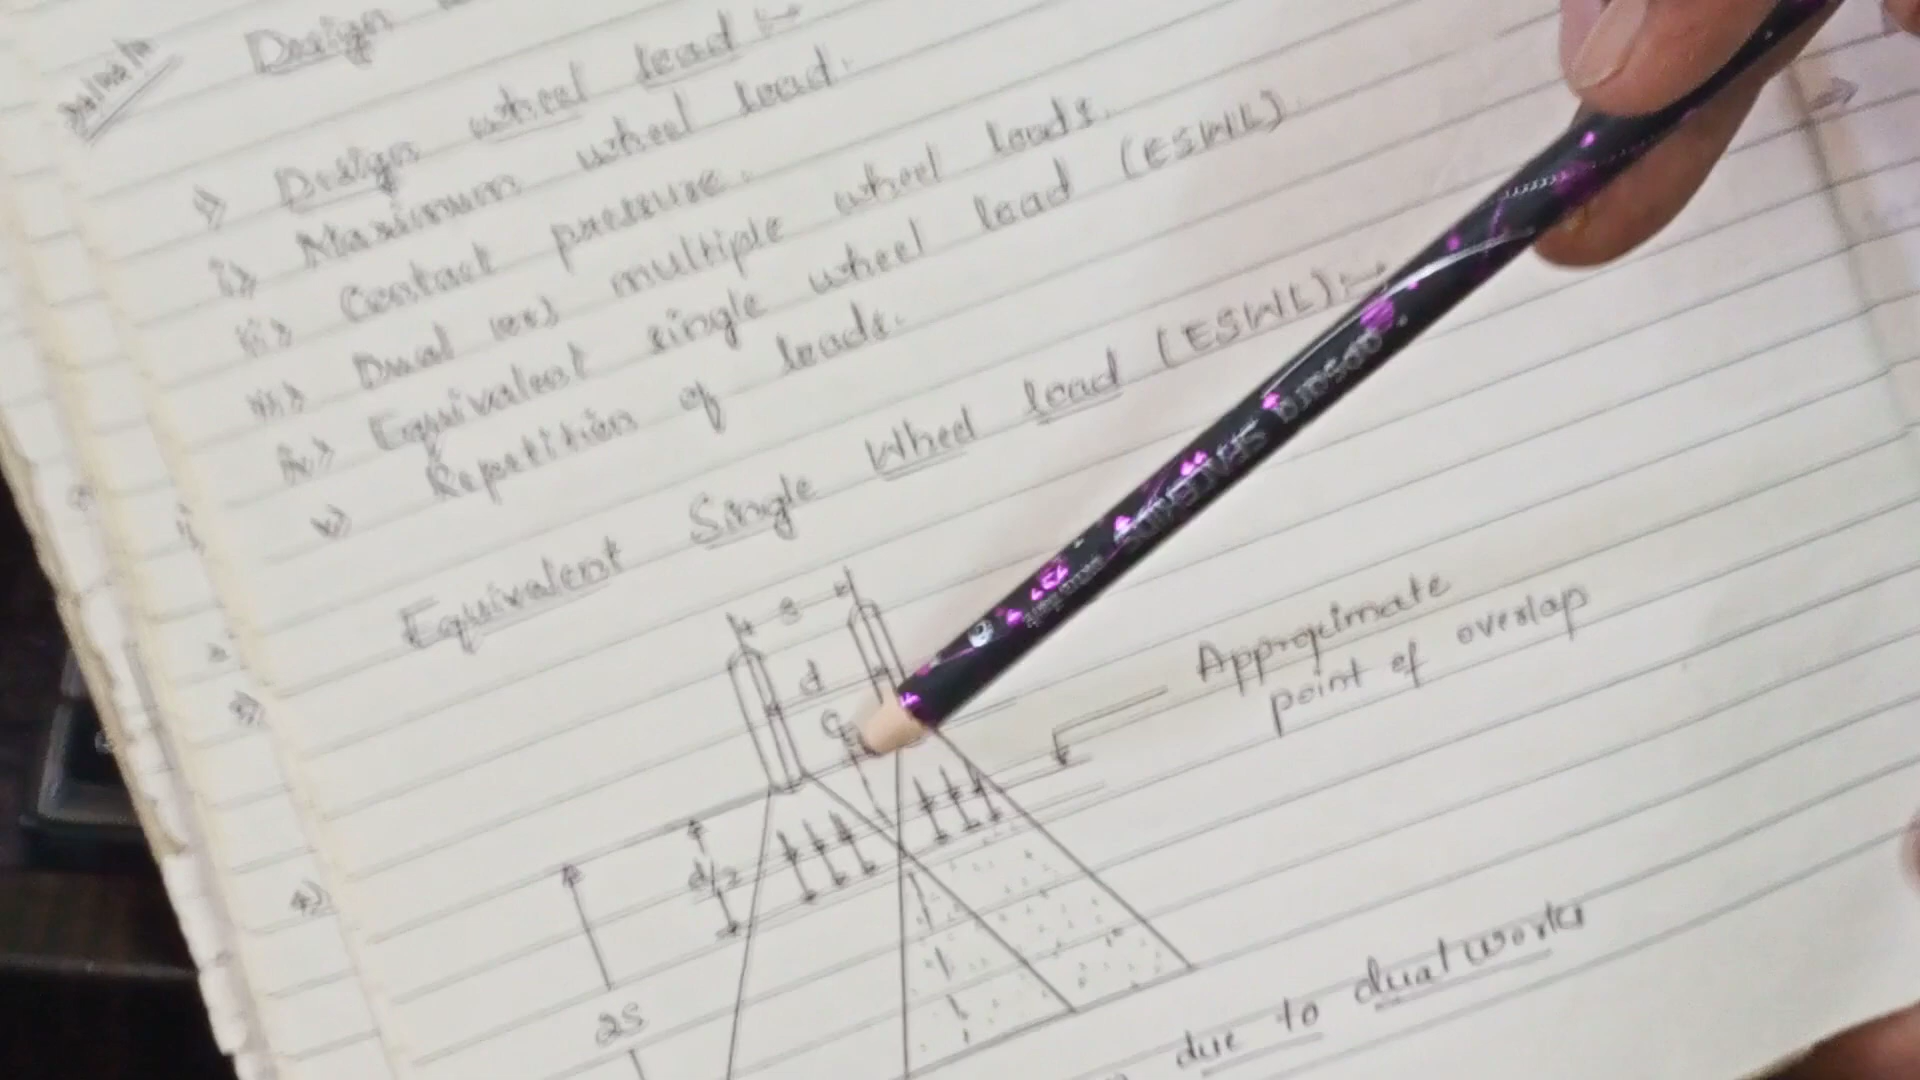 Design
Design wheel load :-
i) Maximum wheel load.
ii) Contact pressure.
iii) Dual (or) multiple wheel loads.
iv) Equivalent single wheel load (ESWL).
v) Repetition of loads.
Equivalent Single Wheel load (ESWL) :-
S
d
Approximate
point of overlap
d/2
2S
due to dual works
apsara